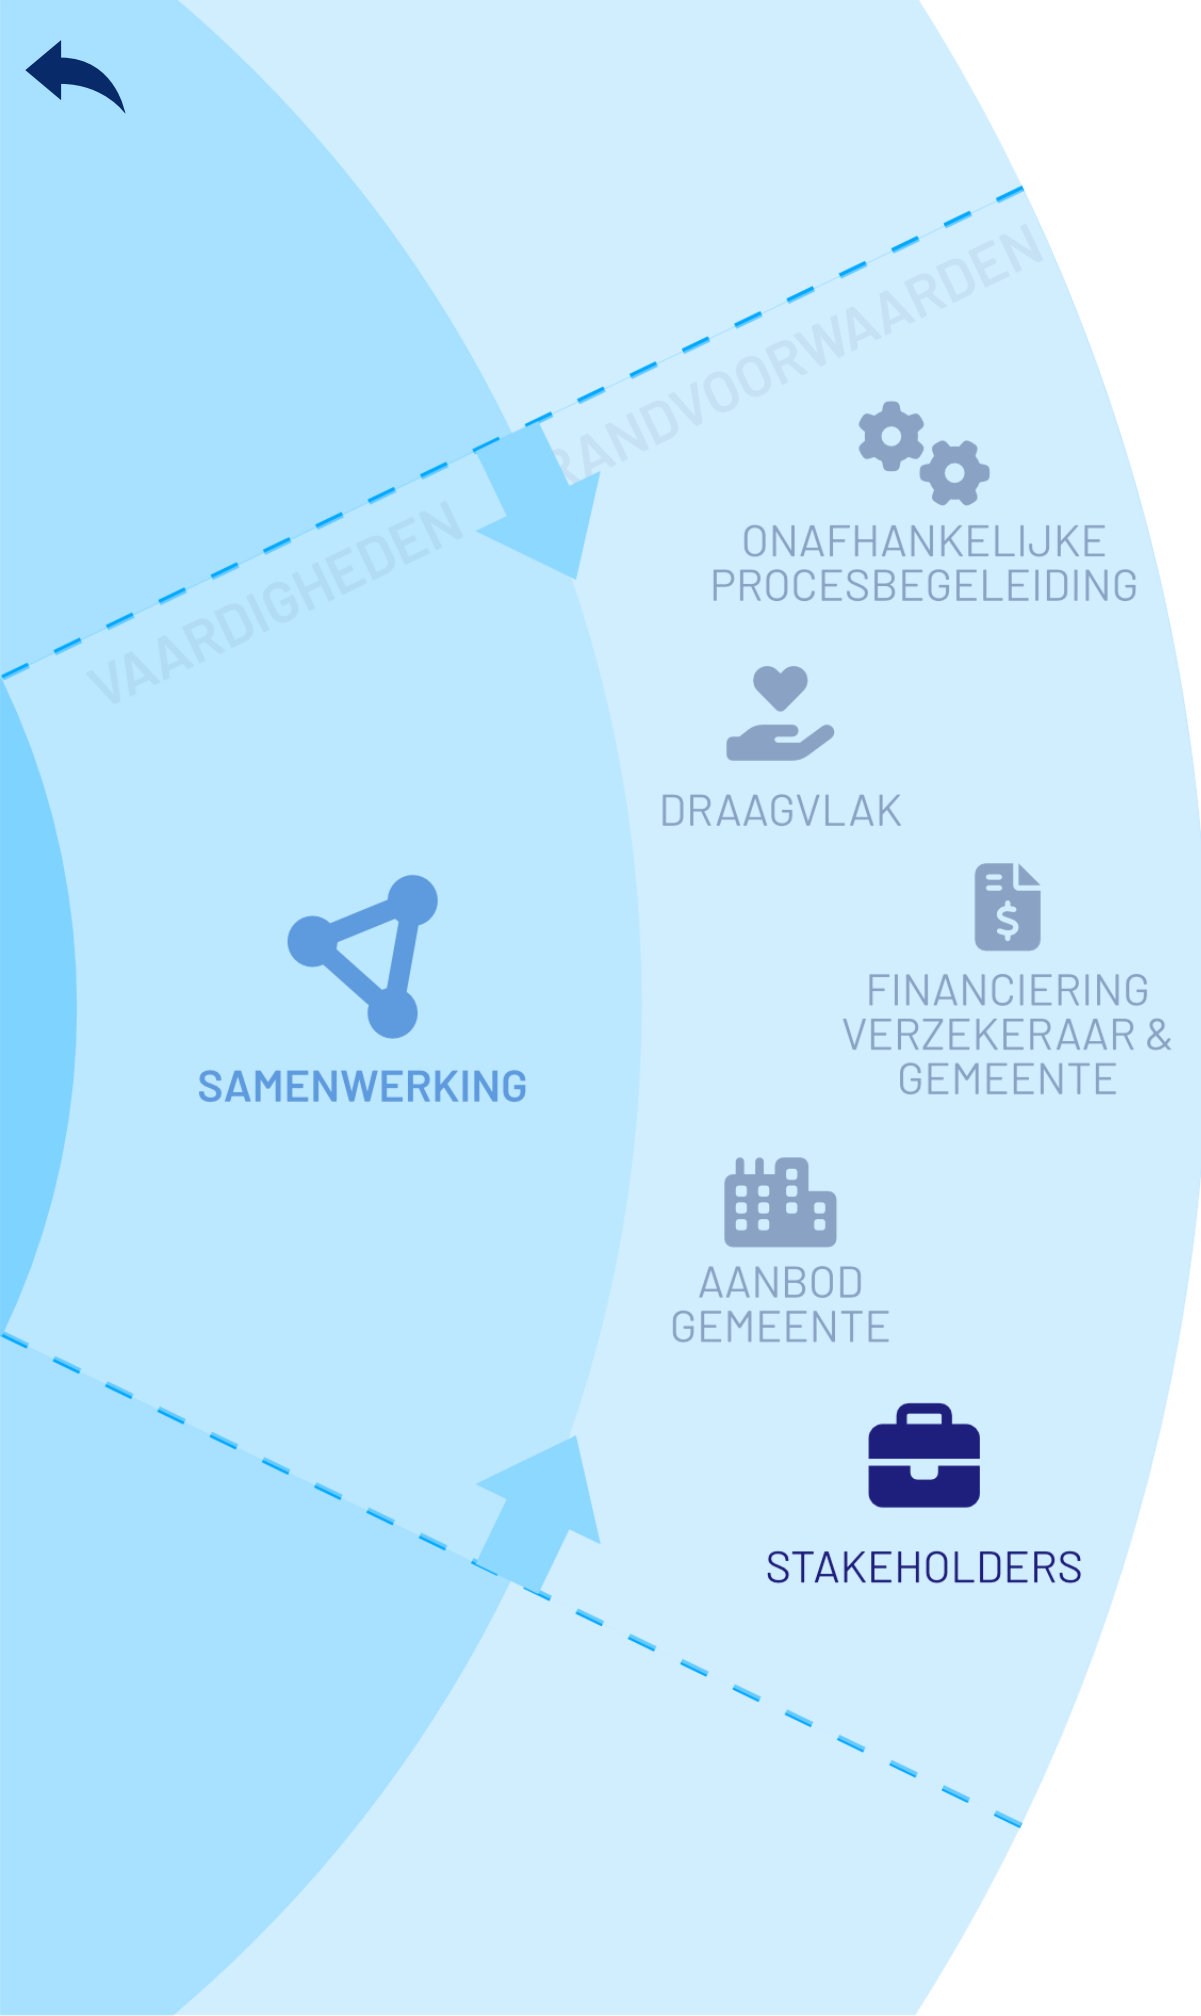 RANDVOORWAARDEN
ONAFHANKELIJKE
PROCESBEGELEIDING
VAARDIGHEDEN
DRAAGVLAK
FINANCIERING
VERZEKERAAR &
GEMEENTE
SAMENWERKING
AANBOD
GEMEENTE
STAKEHOLDERS